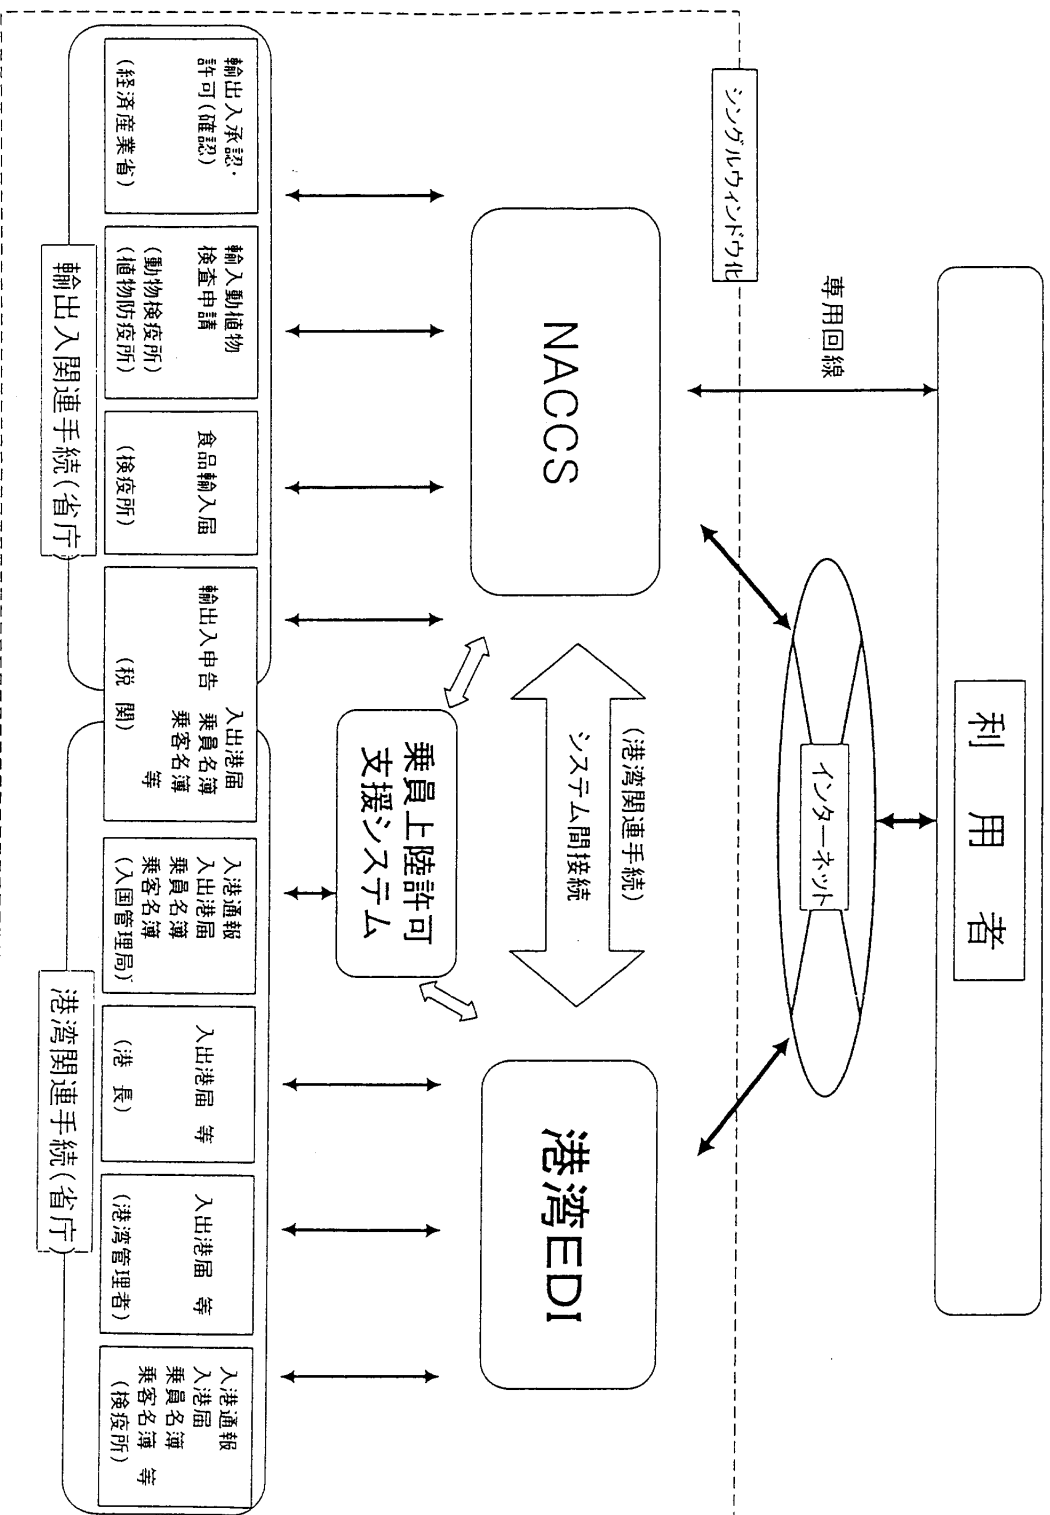 利用者
インターネット
専用回線
シングルウィンドウ化
NACCS
(港湾関連手続)
システム間接続
港湾EDI
乗員上陸許可
支援システム
輸出入承認・
許可(確認)
(経済産業省)
輸入動植物
検査申請
(動物検疫所)
(植物防疫所)
食品輸入届
(検疫所)
輸出入申告
入出港届
乗員名簿
乗客名簿
等
(税 関)
入港通報
入出港届
乗員名簿
乗客名簿
(入国管理局)
入出港届 等
(港 長)
入出港届 等
(港湾管理者)
入港通報
入港届
乗員名簿
乗客名簿 等
(検疫所)
輸出入関連手続(省庁)
港湾関連手続(省庁)